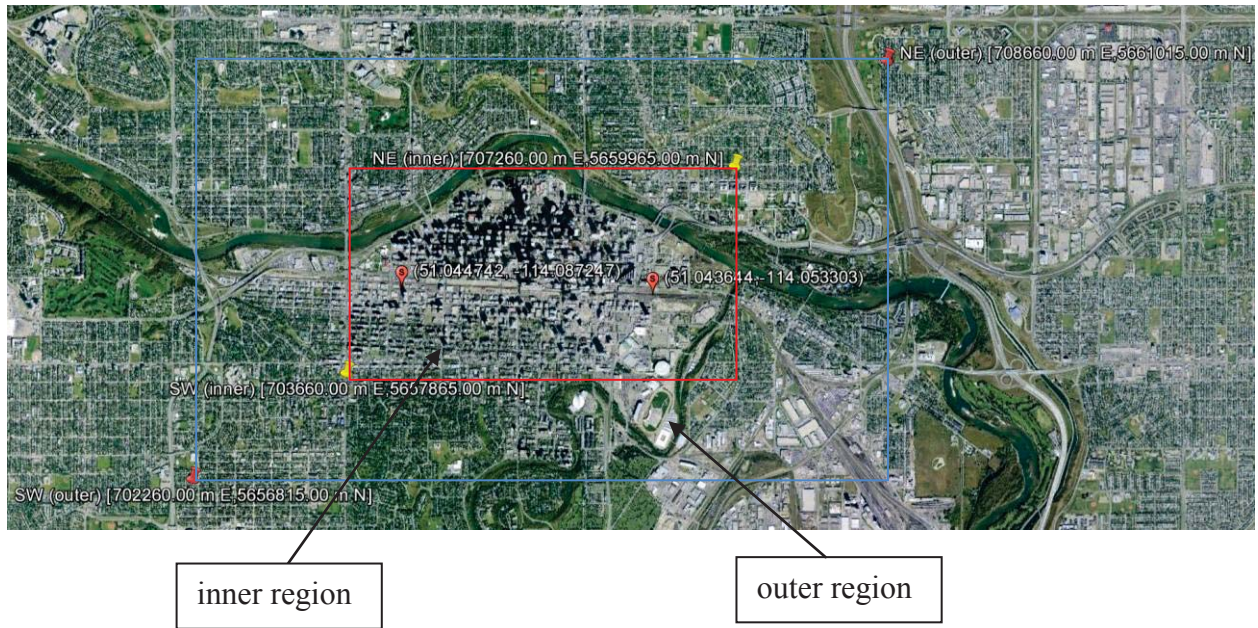 NE (outer) [708660.00 m E,5661015.00 m N]
NE (inner) [707260.00 m E,5659965.00 m N]
S (51.044742, -114.087247)
S (51.043644,-114.053303)
SW (inner) [703660.00 m E,5657865.00 m N]
SW (outer) [702260.00 m E,5656815.00 m N]
inner region
outer region